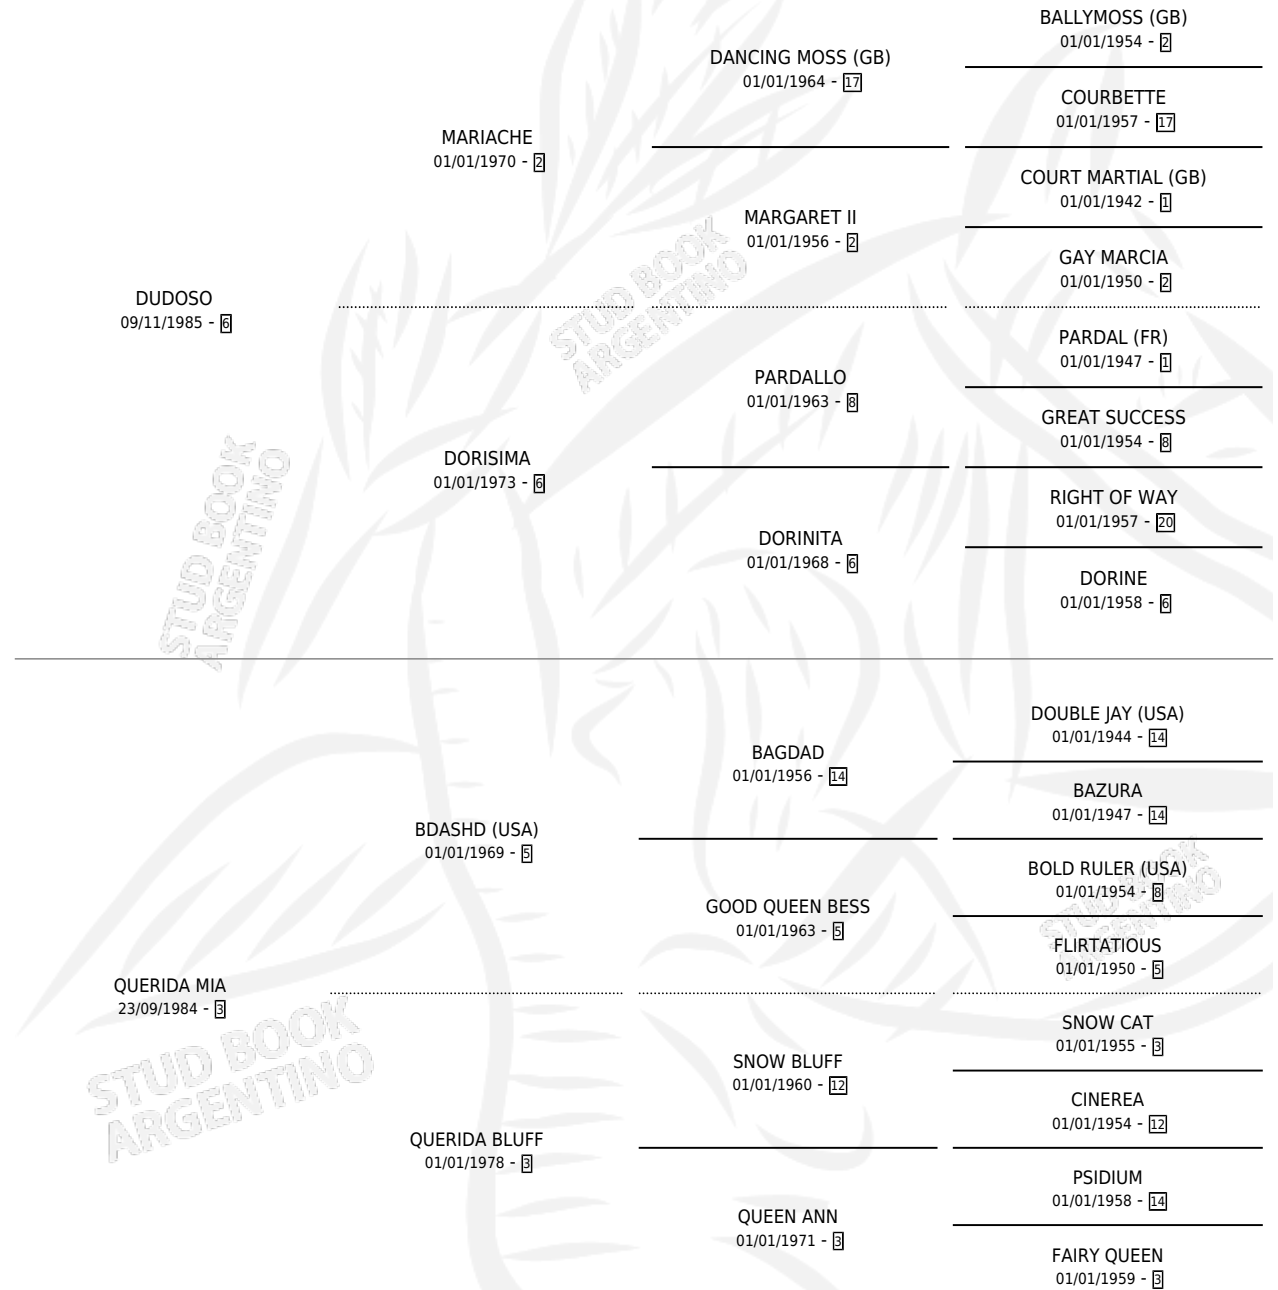 BALLYMOSS (GB)
01/01/1954 - 2
DANCING MOSS (GB)
01/01/1964 - 17
COURBETTE
01/01/1957 - 17
MARIACHE
01/01/1970 - 2
COURT MARTIAL (GB)
01/01/1942 - 1
MARGARET II
01/01/1956 - 2
GAY MARCIA
01/01/1950 - 2
DUDOSO
09/11/1985 - 6
PARDAL (FR)
01/01/1947 - 1
PARDALLO
01/01/1963 - 8
GREAT SUCCESS
01/01/1954 - 8
DORISIMA
01/01/1973 - 6
RIGHT OF WAY
01/01/1957 - 20
DORINITA
01/01/1968 - 6
DORINE
01/01/1958 - 6
DOUBLE JAY (USA)
01/01/1944 - 14
BAGDAD
01/01/1956 - 14
BAZURA
01/01/1947 - 14
BDASHD (USA)
01/01/1969 - 5
BOLD RULER (USA)
01/01/1954 - 8
GOOD QUEEN BESS
01/01/1963 - 5
FLIRTATIOUS
01/01/1950 - 5
QUERIDA MIA
23/09/1984 - 3
SNOW CAT
01/01/1955 - 3
SNOW BLUFF
01/01/1960 - 12
CINEREA
01/01/1954 - 12
QUERIDA BLUFF
01/01/1978 - 3
PSIDIUM
01/01/1958 - 14
QUEEN ANN
01/01/1971 - 3
FAIRY QUEEN
01/01/1959 - 3
STUD BOOK
ARGENTINO
STUD BOOK
ARGENTINO
STUD BOOK
ARGENTINO
STUD BOOK
ARGENTINO